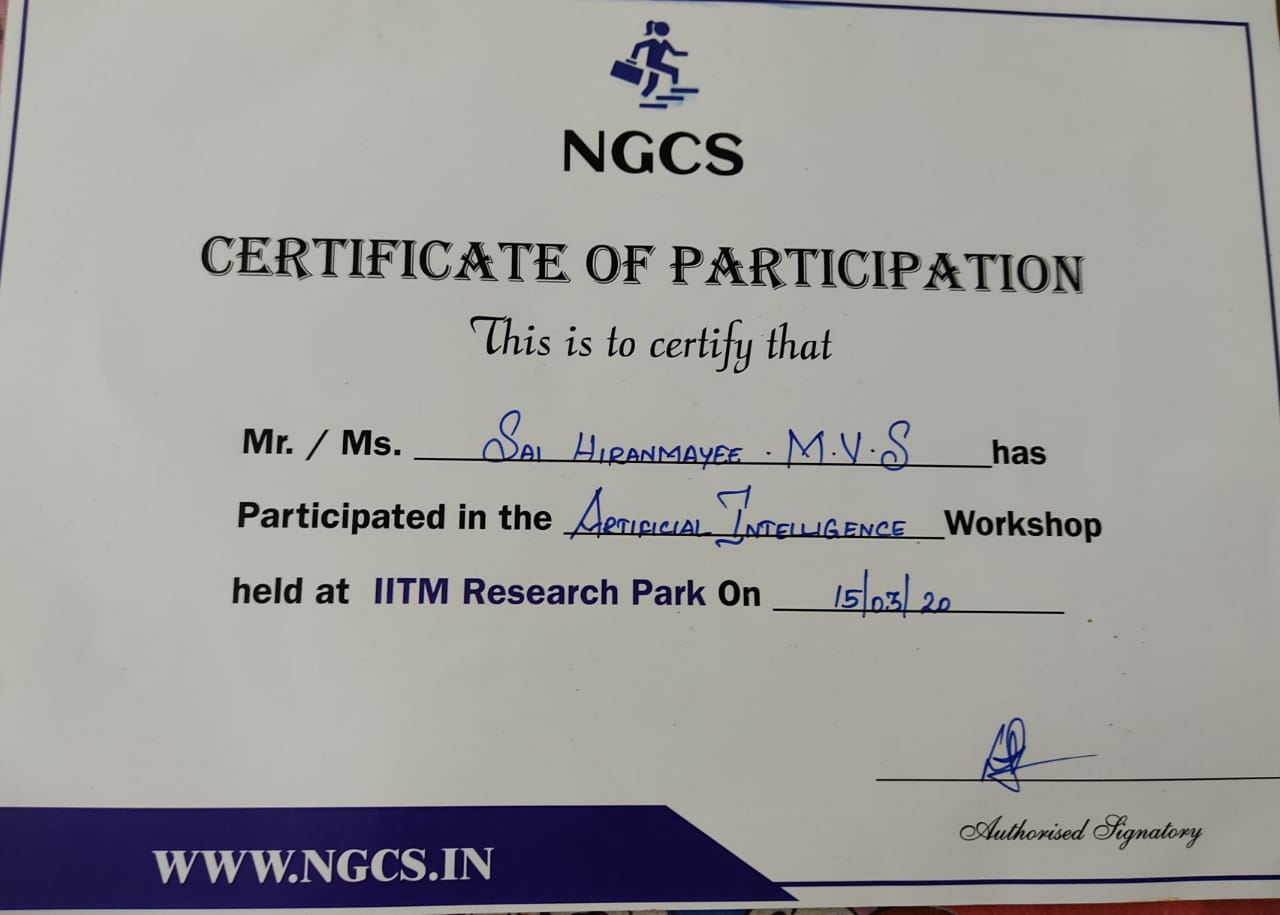 NGCS
CERTIFICATE OF PARTICIPATION
This is to certify that
Mr. / Ms. SAI HIRANMAYEE . M.V.S has
Participated in the ARTIFICIAL INTELLIGENCE Workshop
held at IITM Research Park On 15/03/20
Authorised Signatory
WWW.NGCS.IN